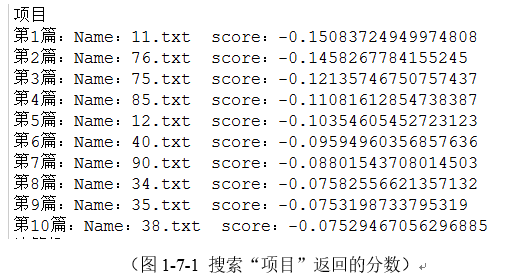 项目
第1篇：Name：11.txt  score：-0.15083724949974808
第2篇：Name：76.txt  score：-0.1458267784155245
第3篇：Name：75.txt  score：-0.12135746750757437
第4篇：Name：85.txt  score：-0.11081612854738387
第5篇：Name：12.txt  score：-0.10354605452723123
第6篇：Name：40.txt  score：-0.09594960356857636
第7篇：Name：90.txt  score：-0.08801543708014503
第8篇：Name：34.txt  score：-0.07582556621357132
第9篇：Name：35.txt  score：-0.0753198733795319
第10篇：Name：38.txt  score：-0.07529467056296885
（图 1-7-1 搜索“项目”返回的分数）